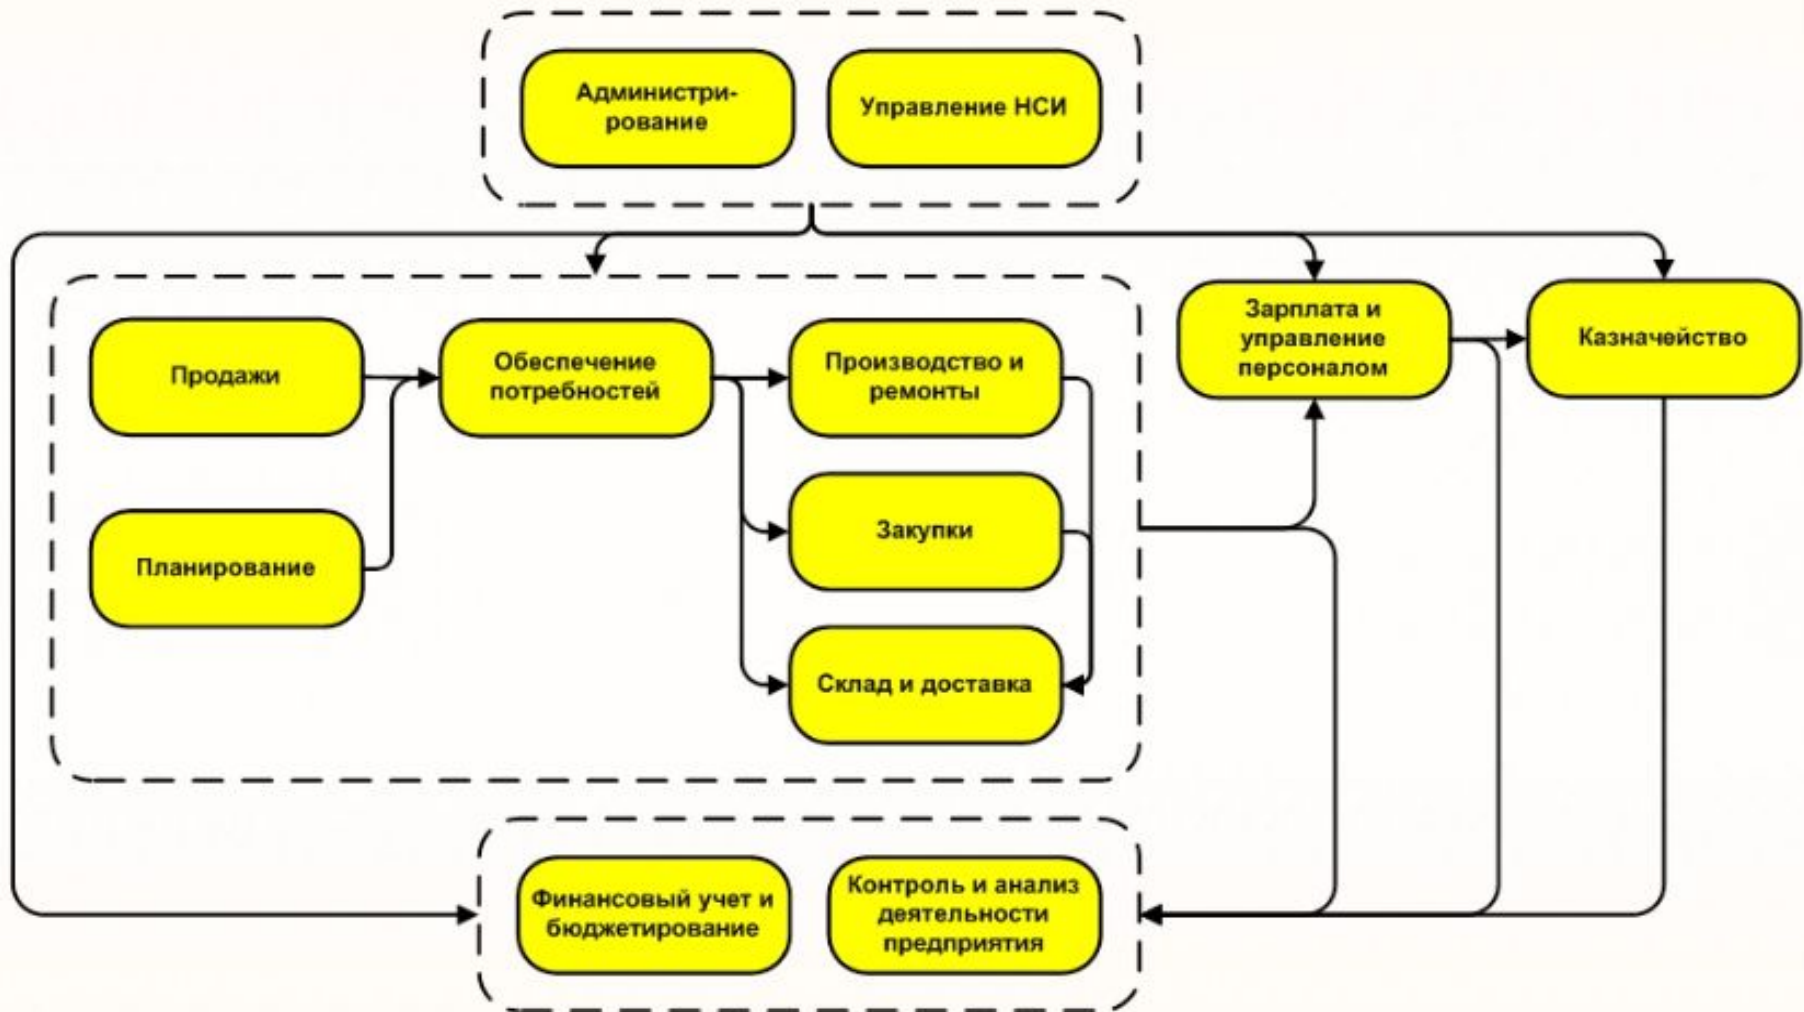 Администри-
рование
Управление НСИ
Продажи
Обеспечение
потребностей
Производство и
ремонты
Зарплата и
управление
персоналом
Казначейство
Планирование
Закупки
Склад и доставка
Финансовый учет и
бюджетирование
Контроль и анализ
деятельности
предприятия